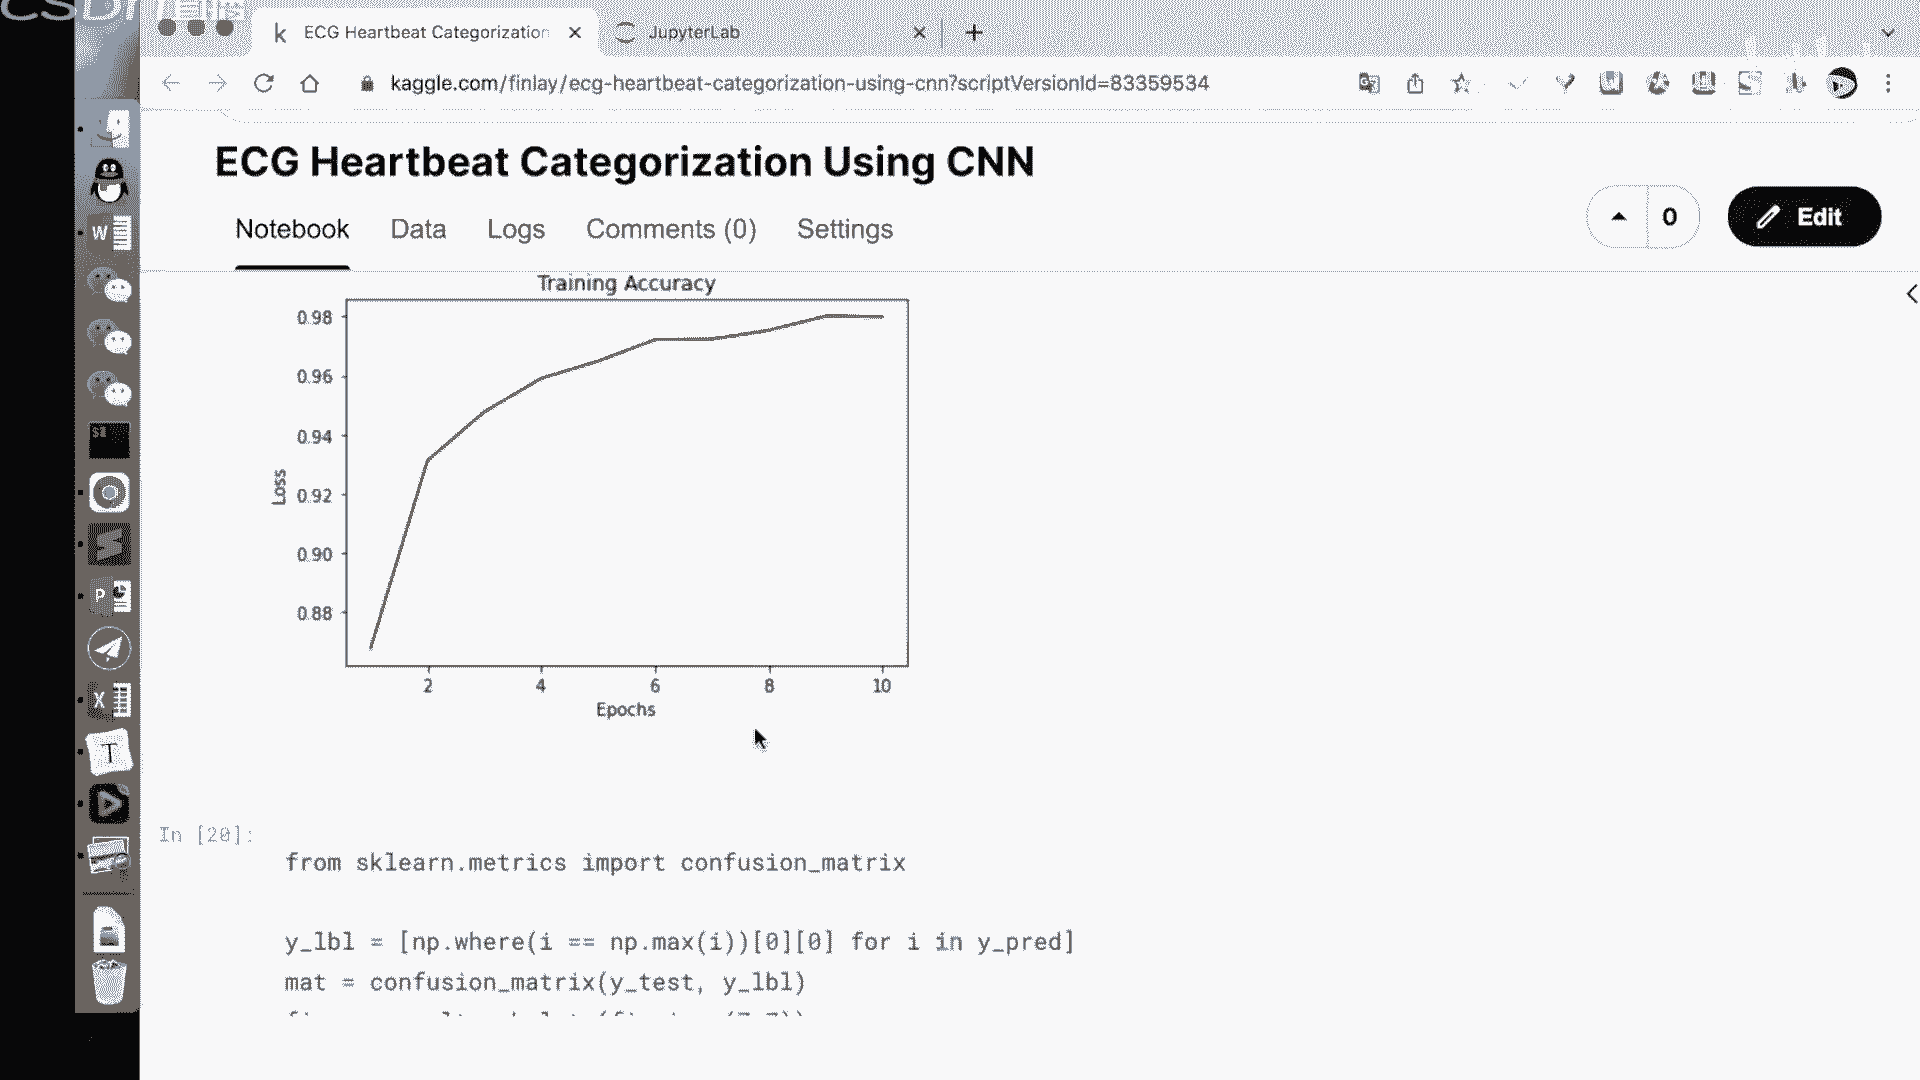 CSDN
ECG Heartbeat Categorization
JupyterLab
kaggle.com/finlay/ecg-heartbeat-categorization-using-cnn?scriptVersionId=83359534
ECG Heartbeat Categorization Using CNN
Notebook Data Logs Comments (0) Settings
0
Edit
Training Accuracy
0.98
0.96
0.94
0.92
0.90
0.88
Loss
2 4 6 8 10
Epochs
In [20]:
from sklearn.metrics import confusion_matrix
y_lbl = [np.where(i == np.max(i))[0][0] for i in y_pred]
mat = confusion_matrix(y_test, y_lbl)